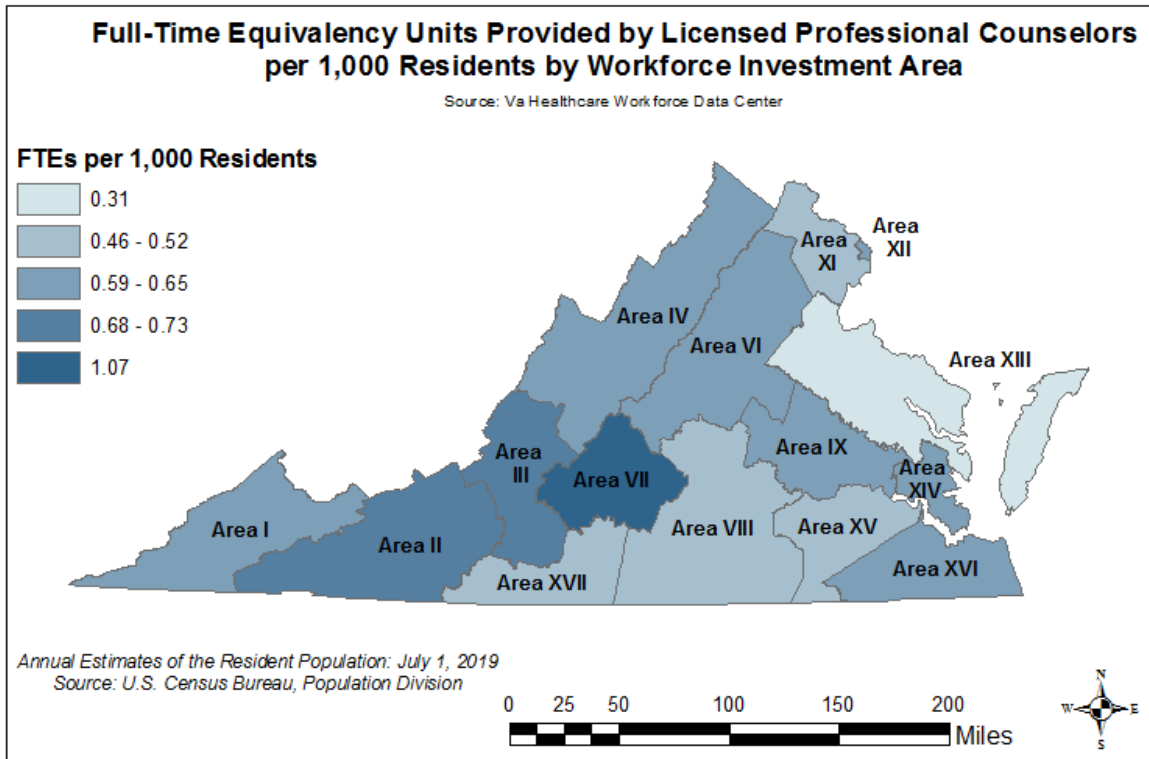 Full-Time Equivalency Units Provided by Licensed Professional Counselors
per 1,000 Residents by Workforce Investment Area
Source: Va Healthcare Workforce Data Center
FTEs per 1,000 Residents
0.31
0.46 - 0.52
0.59 - 0.65
0.68 - 0.73
1.07
Area
XI
Area
XII
Area IV
Area VI
Area XIII
Area
III
Area VII
Area IX
Area
XIV
Area I
Area II
Area VIII
Area XV
Area XVII
Area XVI
Annual Estimates of the Resident Population: July 1, 2019
Source: U.S. Census Bureau, Population Division
0 25 50 100 150 200
Miles
N
W E
S